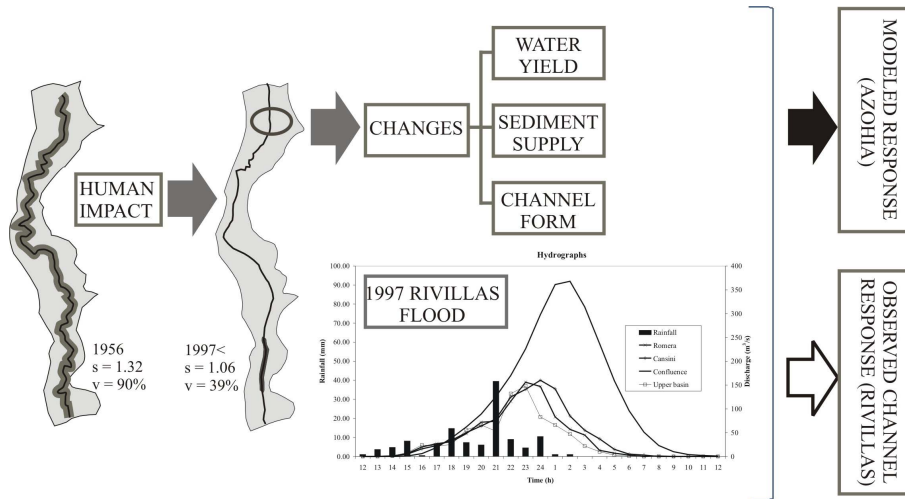 WATER
YIELD
CHANGES
SEDIMENT
SUPPLY
CHANNEL
FORM
HUMAN
IMPACT
1956
s = 1.32
v = 90%
1997<
s = 1.06
v = 39%
Hydrographs
1997 RIVILLAS
FLOOD
100.00
90.00
80.00
70.00
60.00
50.00
40.00
30.00
20.00
10.00
0.00
Rainfall (mm)
Rainfall
Romera
Cansini
Confluence
Upper basin
400
350
300
250
200
150
100
50
0
Discharge (m³/s)
12 13 14 15 16 17 18 19 20 21 22 23 24 1 2 3 4 5 6 7 8 9 10 11 12
Time (h)
MODELED RESPONSE
(AZOHIA)
OBSERVED CHANNEL
RESPONSE (RIVILLAS)